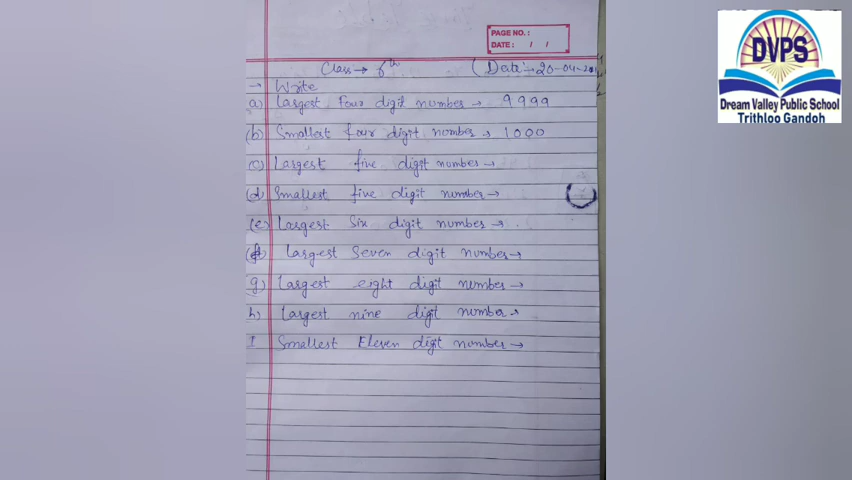 PAGE NO. :
DATE : / /
Class → 6th
(Date:→ 20-04-20
→ Write
a) Largest four digit number → 9999
(b) Smallest four digit number → 1000
(c) Largest five digit number →
(d) Smallest five digit number →
(e) Largest Six digit number →
(f) Largest Seven digit number →
g) Largest eight digit number →
h) Largest nine digit number →
I Smallest Eleven digit number →
DVPS
Dream Valley Public School
Trithloo Gandoh